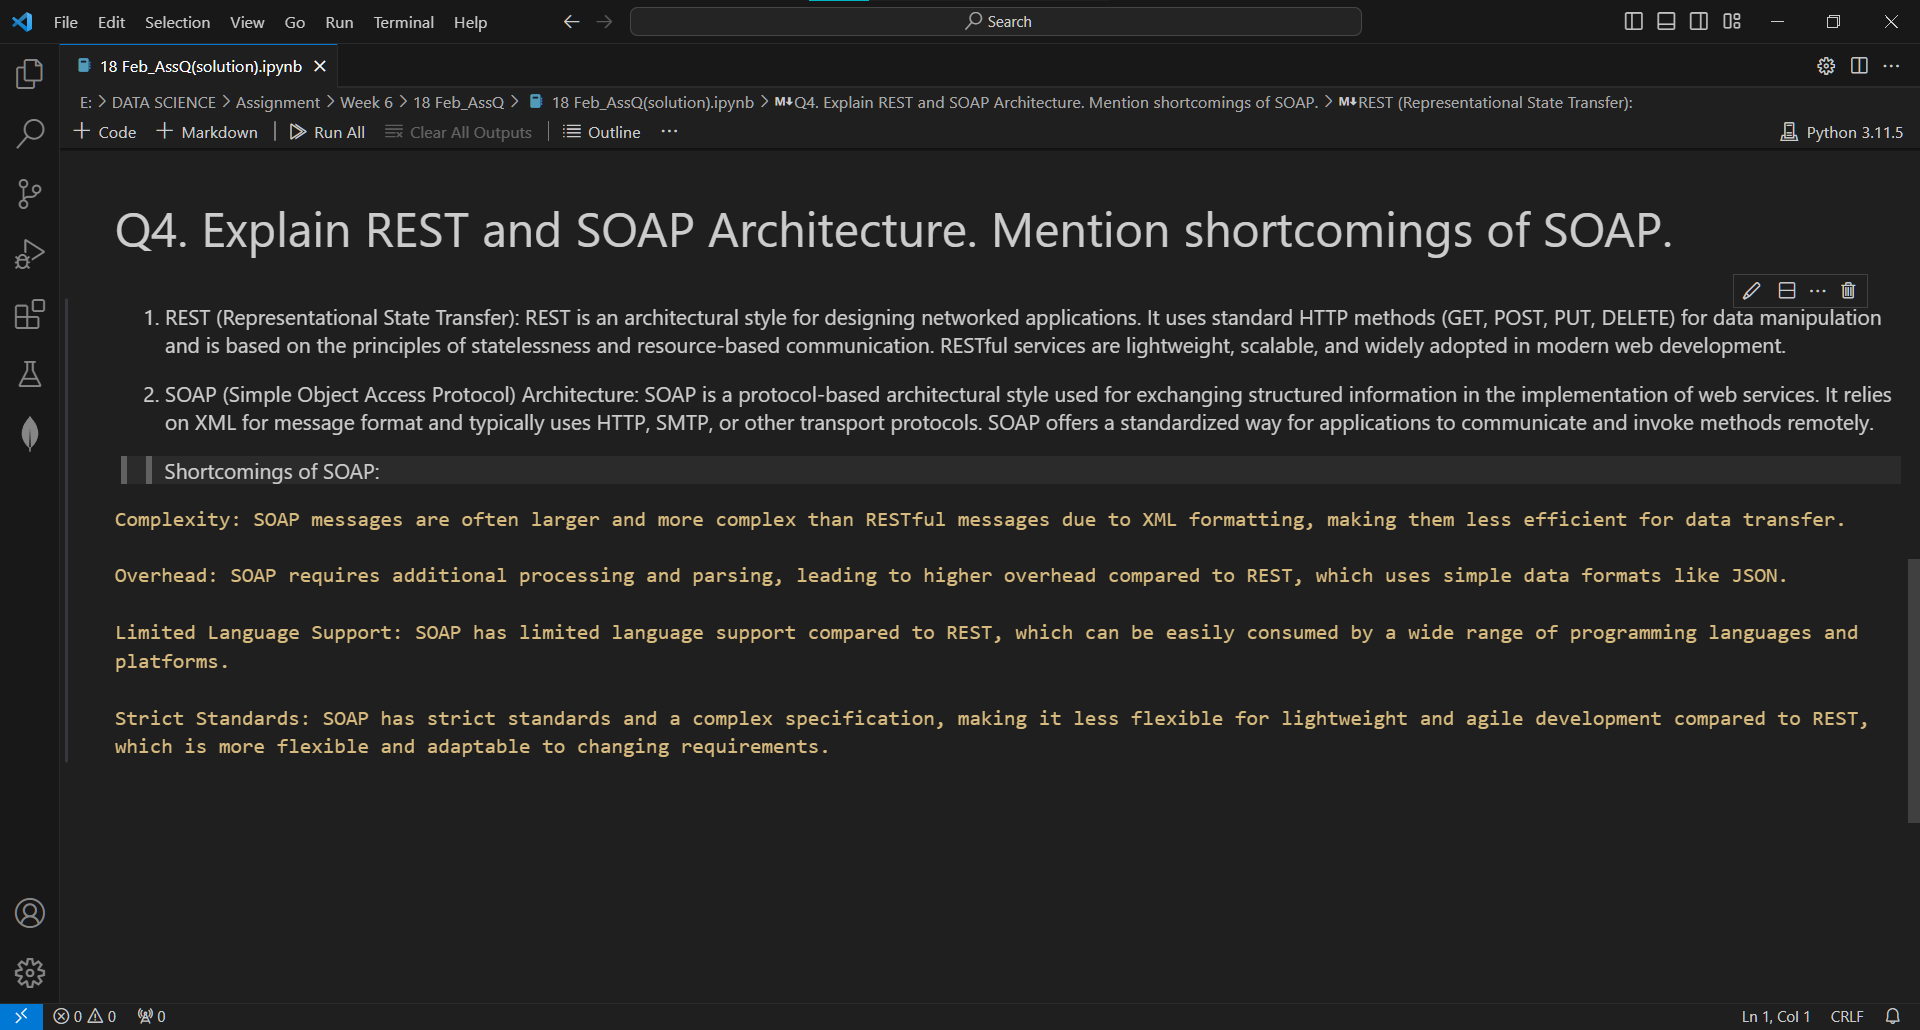 File Edit Selection View Go Run Terminal Help
Search
18 Feb_AssQ(solution).ipynb
E: > DATA SCIENCE > Assignment > Week 6 > 18 Feb_AssQ > 18 Feb_AssQ(solution).ipynb > M↓Q4. Explain REST and SOAP Architecture. Mention shortcomings of SOAP. > M↓REST (Representational State Transfer):
+ Code + Markdown | Run All Clear All Outputs | Outline ··· Python 3.11.5
Q4. Explain REST and SOAP Architecture. Mention shortcomings of SOAP.
1. REST (Representational State Transfer): REST is an architectural style for designing networked applications. It uses standard HTTP methods (GET, POST, PUT, DELETE) for data manipulation
and is based on the principles of statelessness and resource-based communication. RESTful services are lightweight, scalable, and widely adopted in modern web development.
2. SOAP (Simple Object Access Protocol) Architecture: SOAP is a protocol-based architectural style used for exchanging structured information in the implementation of web services. It relies
on XML for message format and typically uses HTTP, SMTP, or other transport protocols. SOAP offers a standardized way for applications to communicate and invoke methods remotely.
Shortcomings of SOAP:
Complexity: SOAP messages are often larger and more complex than RESTful messages due to XML formatting, making them less efficient for data transfer.
Overhead: SOAP requires additional processing and parsing, leading to higher overhead compared to REST, which uses simple data formats like JSON.
Limited Language Support: SOAP has limited language support compared to REST, which can be easily consumed by a wide range of programming languages and
platforms.
Strict Standards: SOAP has strict standards and a complex specification, making it less flexible for lightweight and agile development compared to REST,
which is more flexible and adaptable to changing requirements.
0 0 0 Ln 1, Col 1 CRLF